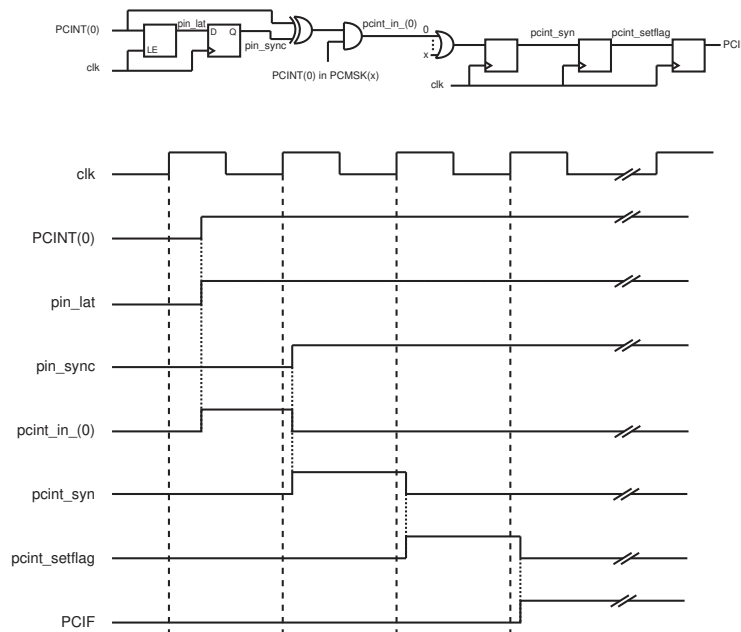 PCINT(0)
pin_lat
D Q
LE
pin_sync
clk
PCINT(0) in PCMSK(x)
pcint_in_(0)
0
x
clk
pcint_syn
pcint_setflag
PCI
clk
PCINT(0)
pin_lat
pin_sync
pcint_in_(0)
pcint_syn
pcint_setflag
PCIF